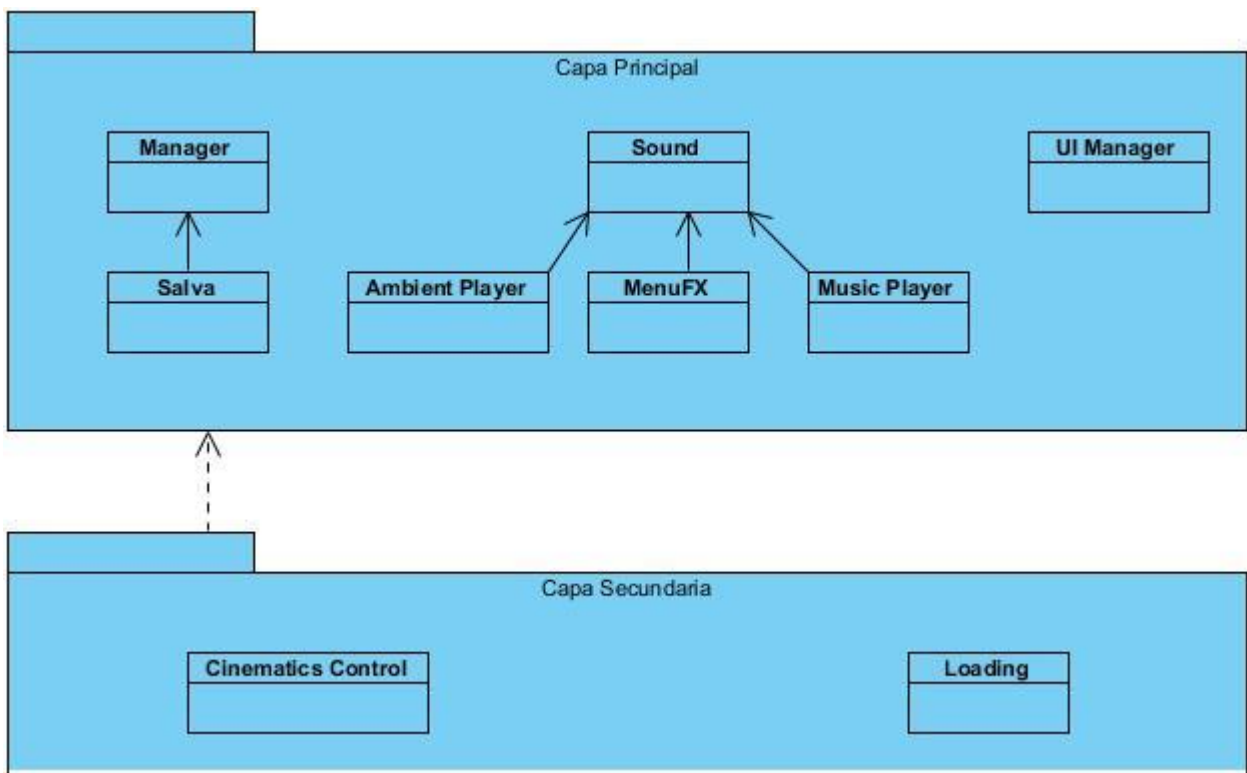 Capa Principal
Manager
Sound
UI Manager
Salva
Ambient Player
MenuFX
Music Player
Capa Secundaria
Cinematics Control
Loading